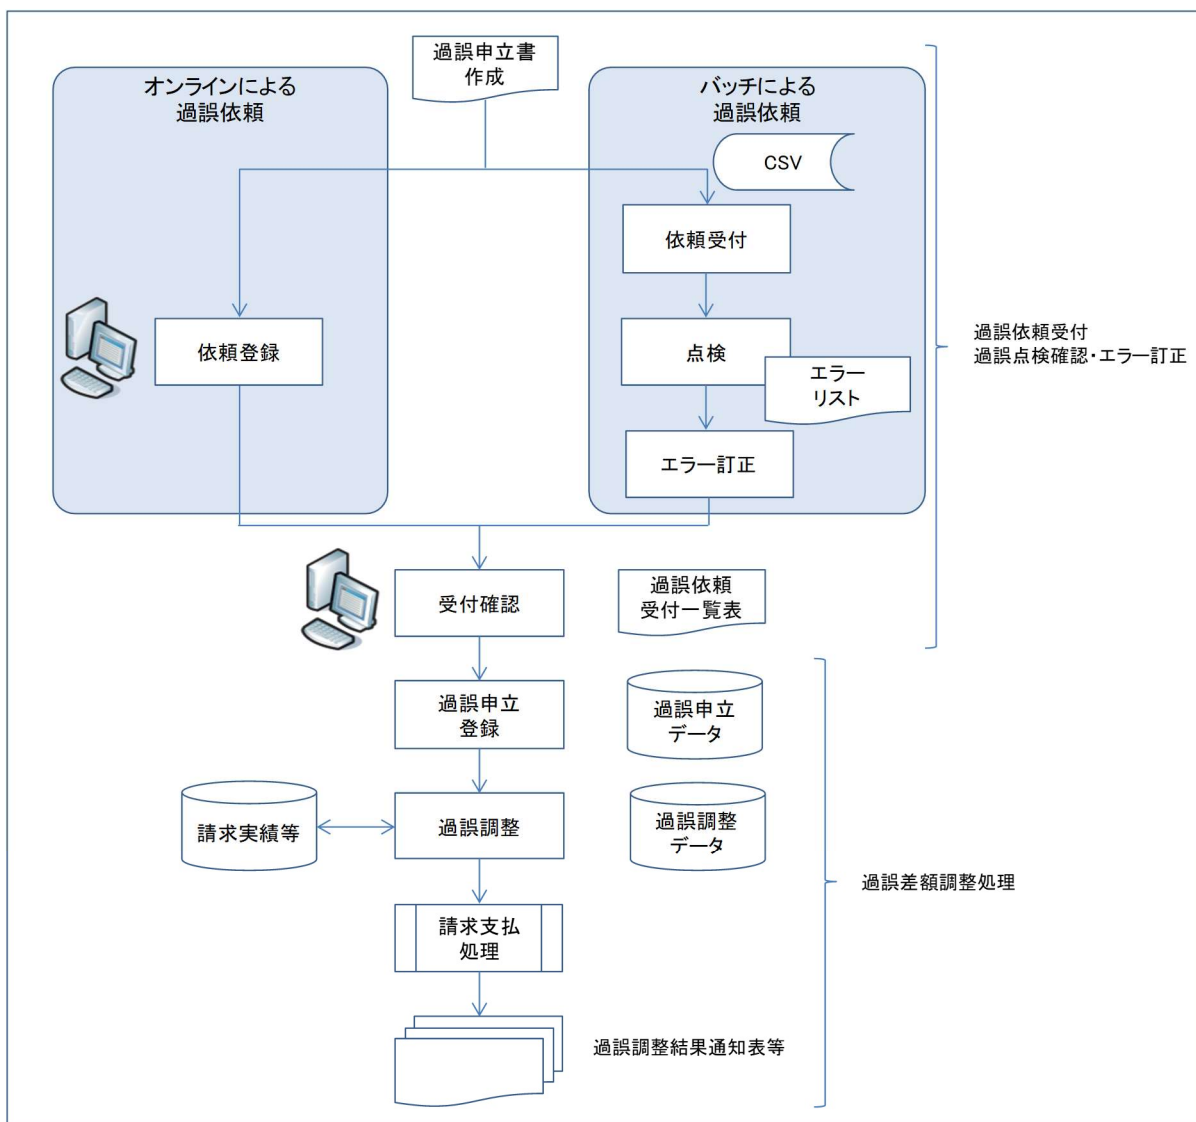 過誤申立書
作成
オンラインによる
過誤依頼
バッチによる
過誤依頼
CSV
依頼受付
依頼登録
点検
エラー
リスト
エラー訂正
過誤依頼受付
過誤点検確認・エラー訂正
受付確認
過誤依頼
受付一覧表
過誤申立
登録
過誤申立
データ
請求実績等
過誤調整
過誤調整
データ
過誤差額調整処理
請求支払
処理
過誤調整結果通知表等